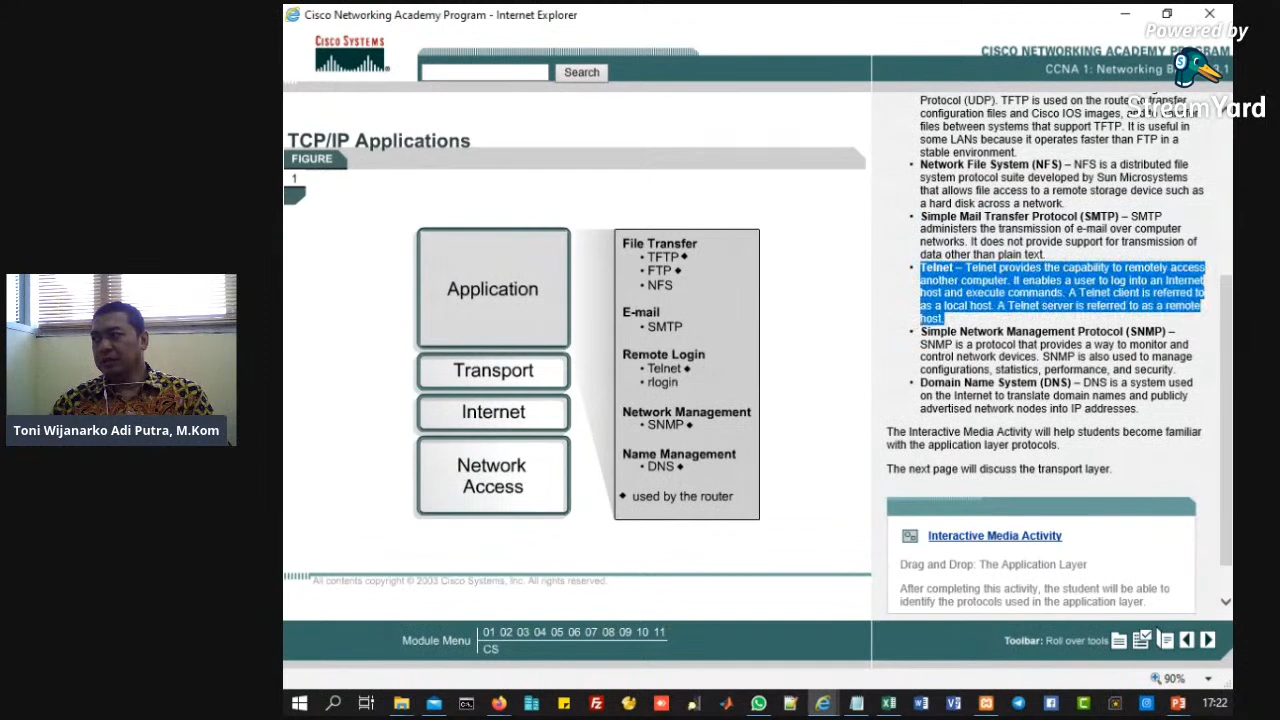 Cisco Networking Academy Program - Internet Explorer
Powered by
StreamYard
CISCO SYSTEMS
Search
CISCO NETWORKING ACADEMY PROGRAM
CCNA 1: Networking
TCP/IP Applications
FIGURE
1
Application
Transport
Internet
Network
Access
File Transfer
• TFTP ◆
• FTP ◆
• NFS
E-mail
• SMTP
Remote Login
• Telnet ◆
• rlogin
Network Management
• SNMP ◆
Name Management
• DNS ◆
◆ used by the router
Protocol (UDP). TFTP is used on the router to transfer
configuration files and Cisco IOS images, and
files between systems that support TFTP. It is useful in
some LANs because it operates faster than FTP in a
stable environment.
• Network File System (NFS) – NFS is a distributed file
system protocol suite developed by Sun Microsystems
that allows file access to a remote storage device such as
a hard disk across a network.
• Simple Mail Transfer Protocol (SMTP) – SMTP
administers the transmission of e-mail over computer
networks. It does not provide support for transmission of
data other than plain text.
• Telnet – Telnet provides the capability to remotely access
another computer. It enables a user to log into an Internet
host and execute commands. A Telnet client is referred to
as a local host. A Telnet server is referred to as a remote
host.
• Simple Network Management Protocol (SNMP) –
SNMP is a protocol that provides a way to monitor and
control network devices. SNMP is also used to manage
configurations, statistics, performance, and security.
• Domain Name System (DNS) – DNS is a system used
on the Internet to translate domain names and publicly
advertised network nodes into IP addresses.
The Interactive Media Activity will help students become familiar
with the application layer protocols.
The next page will discuss the transport layer.
Interactive Media Activity
Drag and Drop: The Application Layer
After completing this activity, the student will be able to
identify the protocols used in the application layer.
Toni Wijanarko Adi Putra, M.Kom
All contents copyright © 2003 Cisco Systems, Inc. All rights reserved.
Module Menu
01 02 03 04 05 06 07 08 09 10 11
CS
Toolbar: Roll over tools
90%
17:22